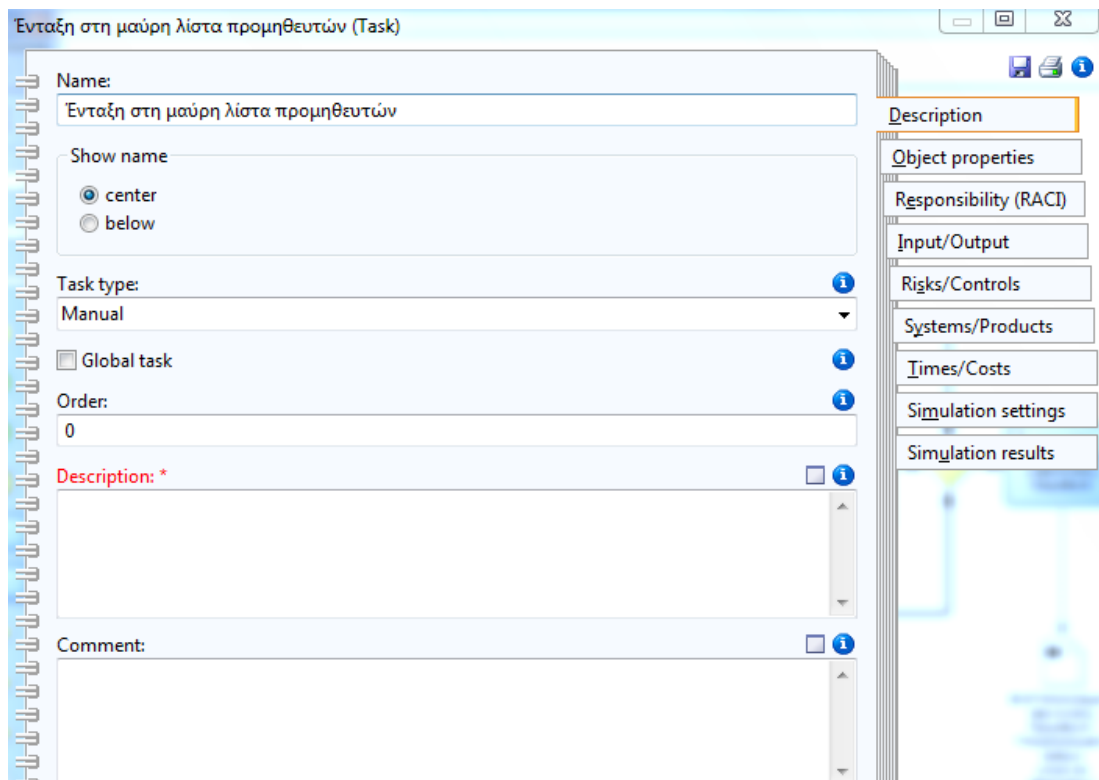 Ένταξη στη μαύρη λίστα προμηθευτών (Task)
Name:
Ένταξη στη μαύρη λίστα προμηθευτών
Show name
center
below
Task type:
Manual
Global task
Order:
0
Description: *
Comment:
Description
Object properties
Responsibility (RACI)
Input/Output
Risks/Controls
Systems/Products
Times/Costs
Simulation settings
Simulation results